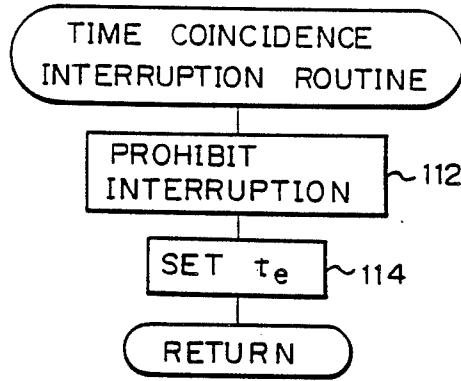 TIME COINCIDENCE
INTERRUPTION ROUTINE
PROHIBIT
INTERRUPTION
112
SET te
114
RETURN